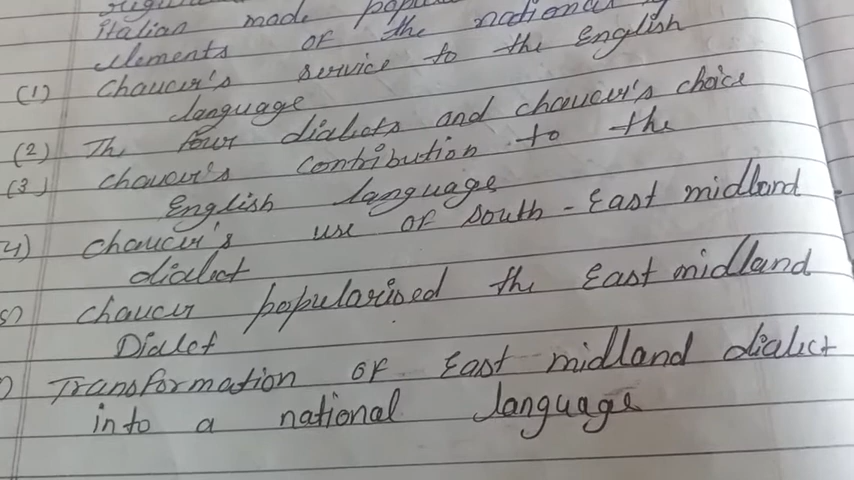 italian made
elements of the national
(1) Chaucer's service to the English
language
(2) The four dialects and chaucer's choice
(3) chaucer's contribution to the
English language
4) chaucer's use of south-East midland
dialect
5) chaucer popularised the East midland
Dialct
) Transformation of East midland dialect
into a national language